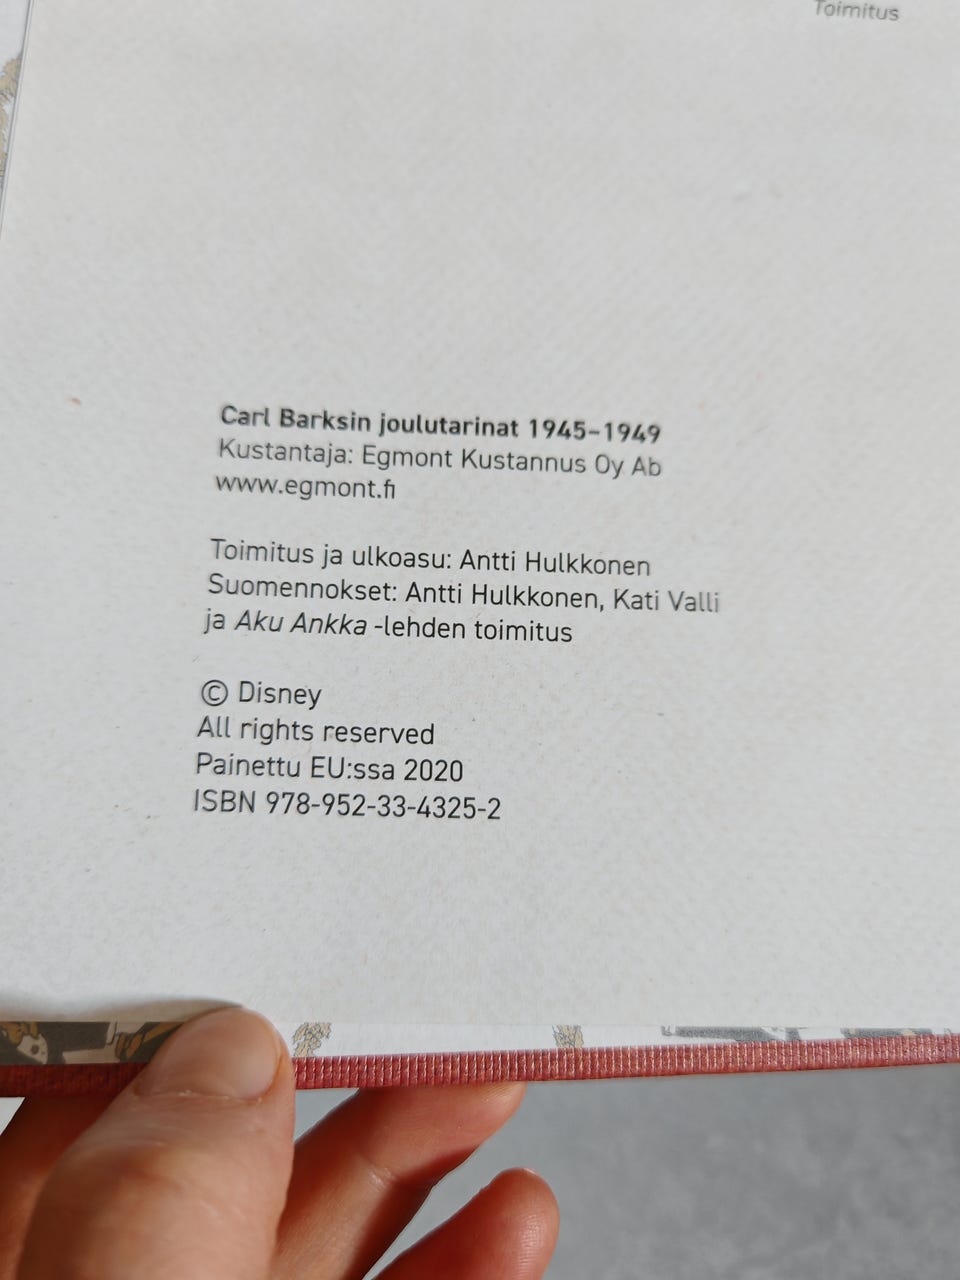 Toimitus
Carl Barksin joulutarinat 1945–1949
Kustantaja: Egmont Kustannus Oy Ab
www.egmont.fi
Toimitus ja ulkoasu: Antti Hulkkonen
Suomennokset: Antti Hulkkonen, Kati Valli
ja Aku Ankka -lehden toimitus
© Disney
All rights reserved
Painettu EU:ssa 2020
ISBN 978-952-33-4325-2